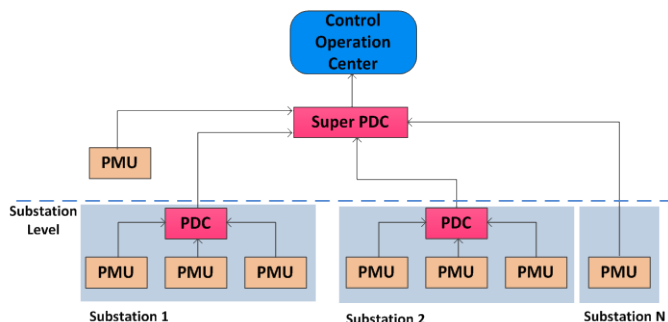 Control
Operation
Center
Super PDC
PMU
Substation
Level
PDC
PDC
PMU
PMU
PMU
PMU
PMU
PMU
PMU
Substation 1
Substation 2
Substation N